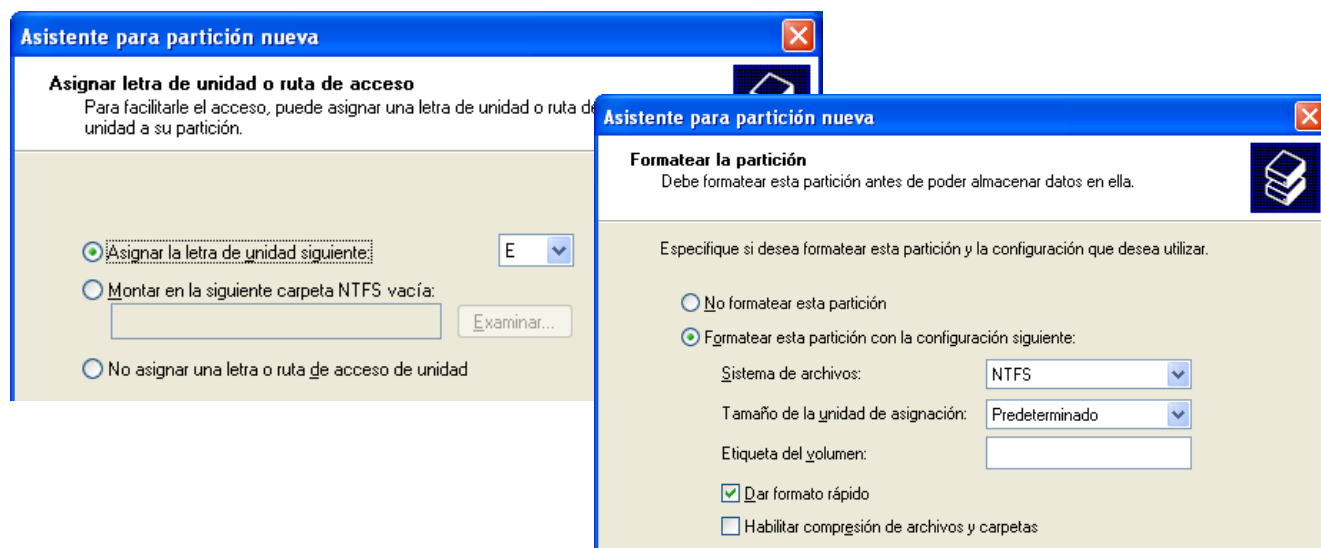 Asistente para partición nueva
Asignar letra de unidad o ruta de acceso
Para facilitarle el acceso, puede asignar una letra de unidad o ruta de
unidad a su partición.
Asignar la letra de unidad siguiente:
E
Montar en la siguiente carpeta NTFS vacía:
Examinar...
No asignar una letra o ruta de acceso de unidad
Asistente para partición nueva
Formatear la partición
Debe formatear esta partición antes de poder almacenar datos en ella.
Especifique si desea formatear esta partición y la configuración que desea utilizar.
No formatear esta partición
Formatear esta partición con la configuración siguiente:
Sistema de archivos: NTFS
Tamaño de la unidad de asignación: Predeterminado
Etiqueta del volumen:
Dar formato rápido
Habilitar compresión de archivos y carpetas